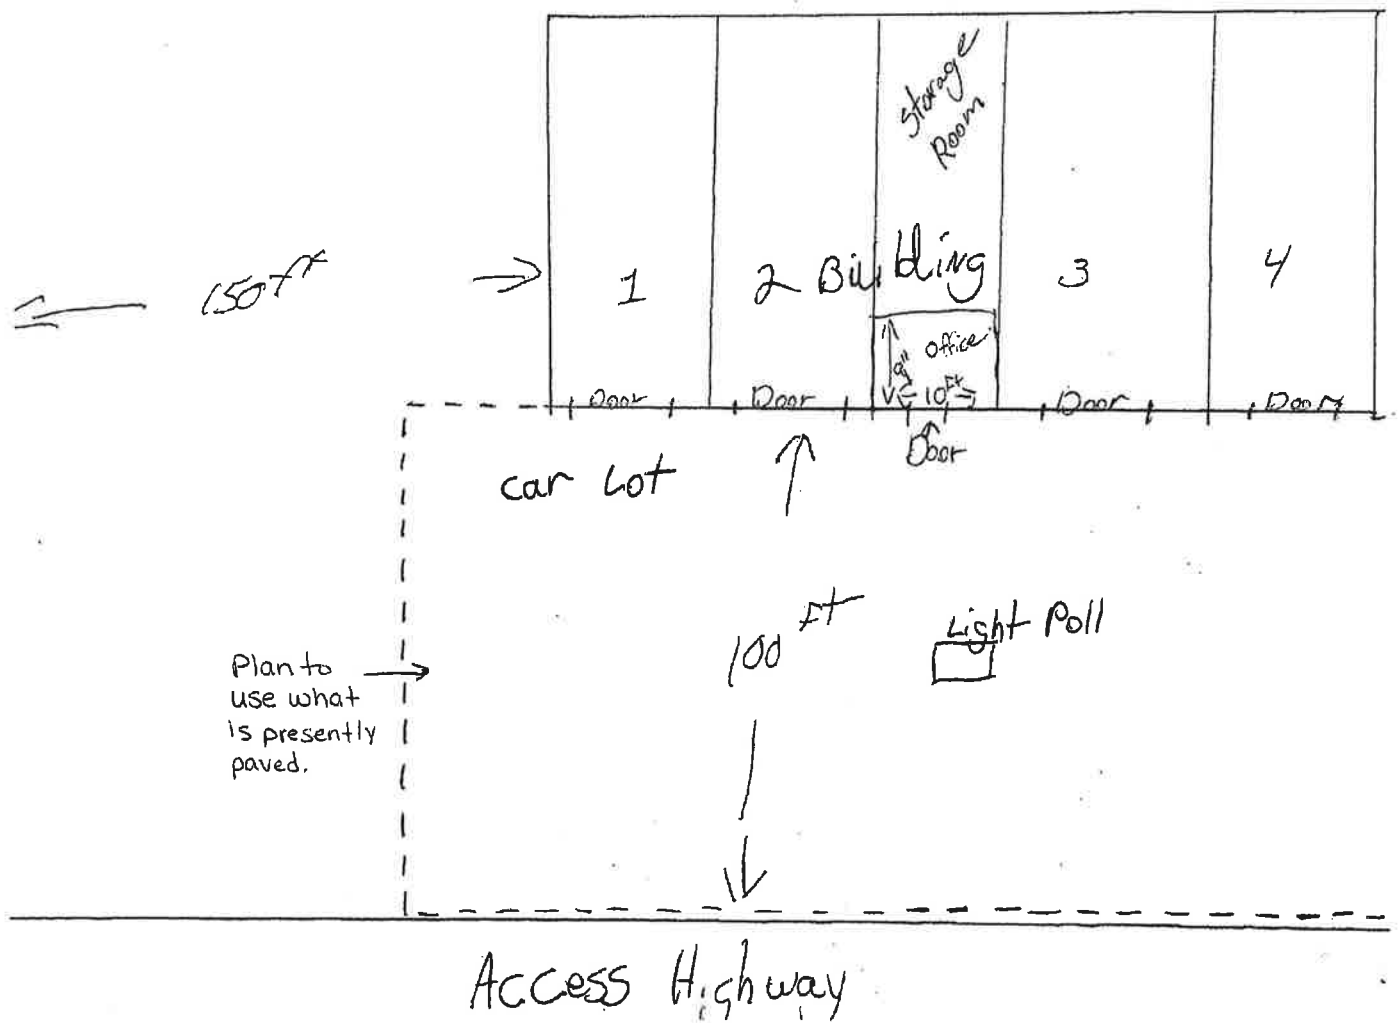 Storage
Room
150 ft
1
2
Building
3
4
Office
9"
10 Ft
Door
Door
Door
Door
Door
car Lot
100 Ft
Light Poll
Plan to
use what
is presently
paved.
Access Highway